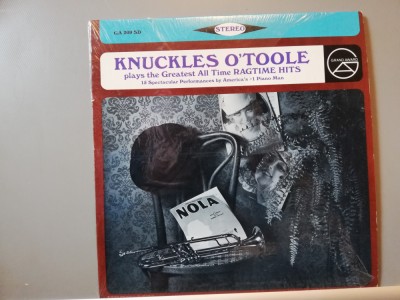 GA 208 SD
STEREO
KNUCKLES O'TOOLE
plays the Greatest All Time RAGTIME HITS
16 Spectacular Performances by America's #1 Piano Man
GRAND AWARD
NOLA